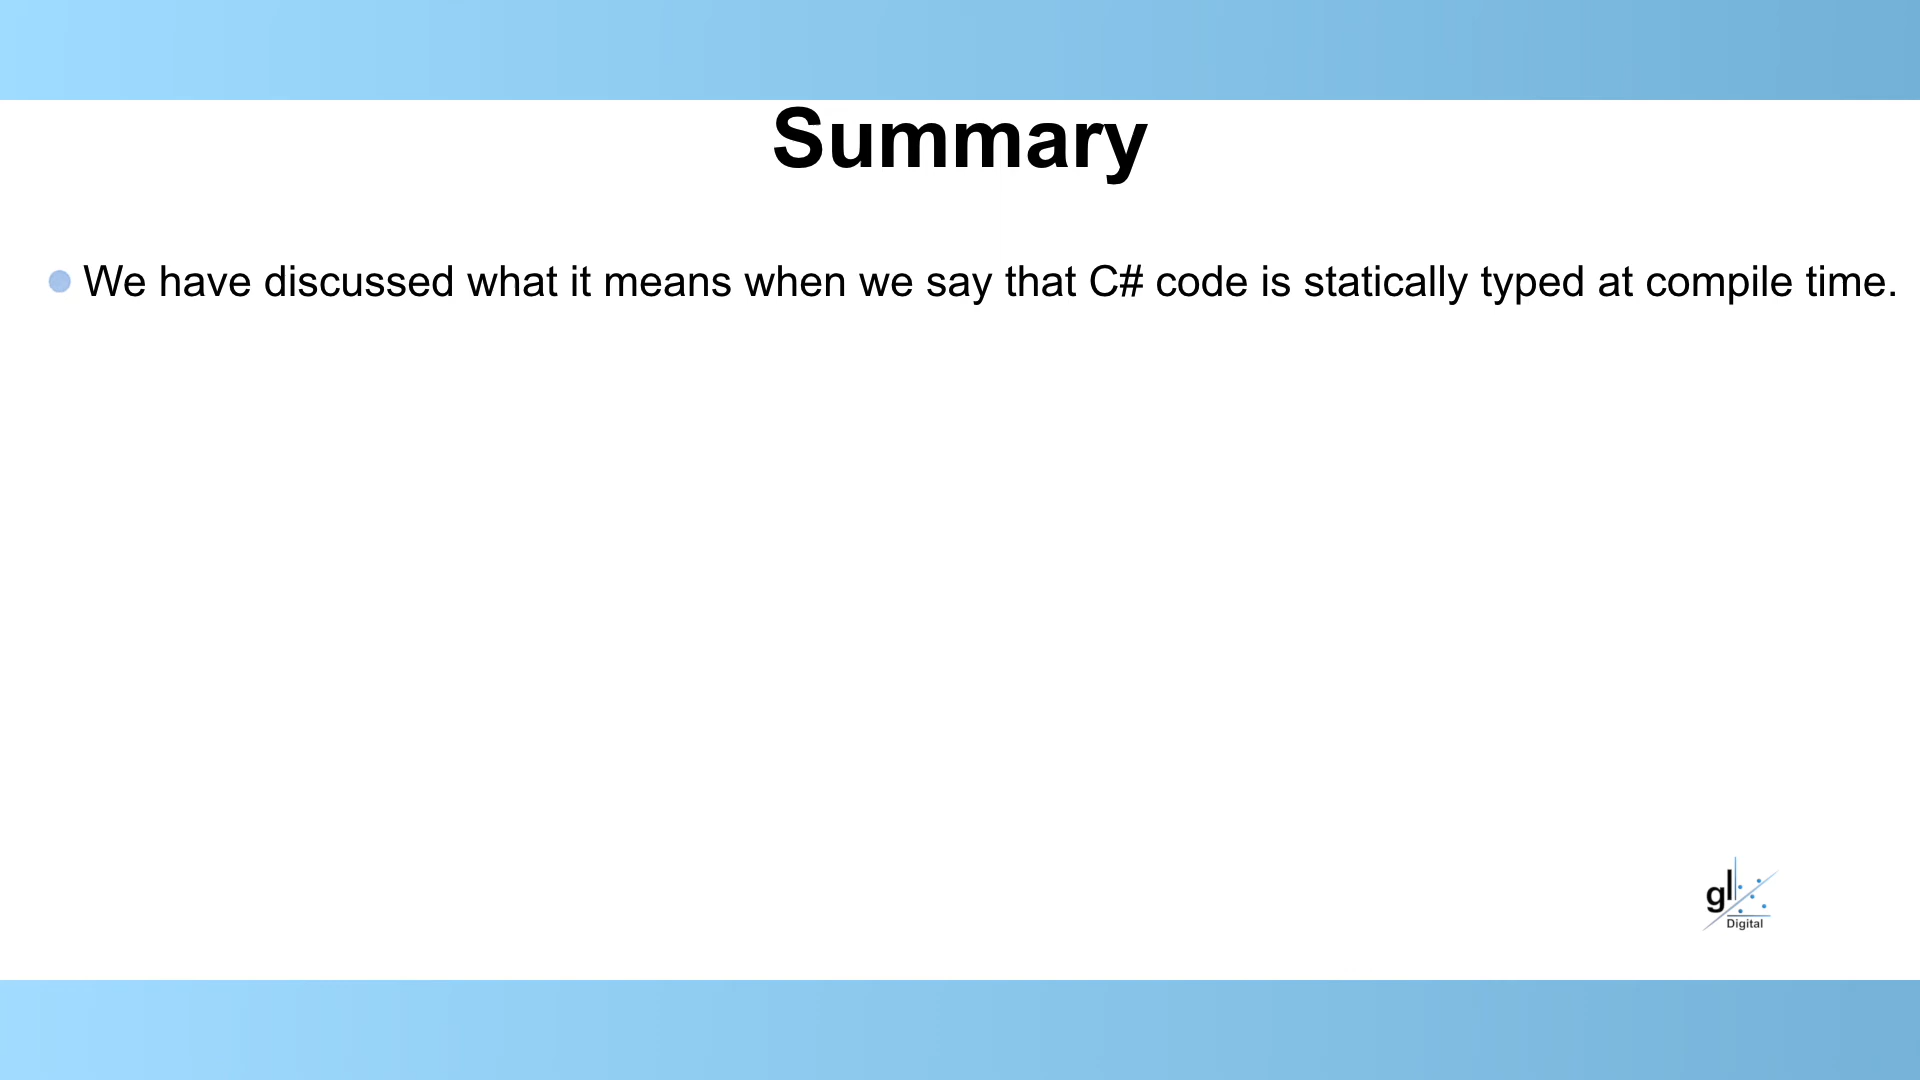 Summary
We have discussed what it means when we say that C# code is statically typed at compile time.
gl
Digital